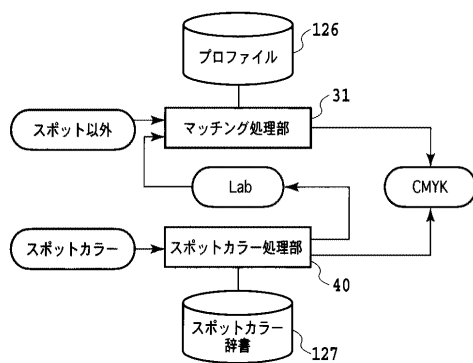 126
プロファイル
31
スポット以外
マッチング処理部
Lab
CMYK
スポットカラー
スポットカラー処理部
40
スポットカラー
辞書
127